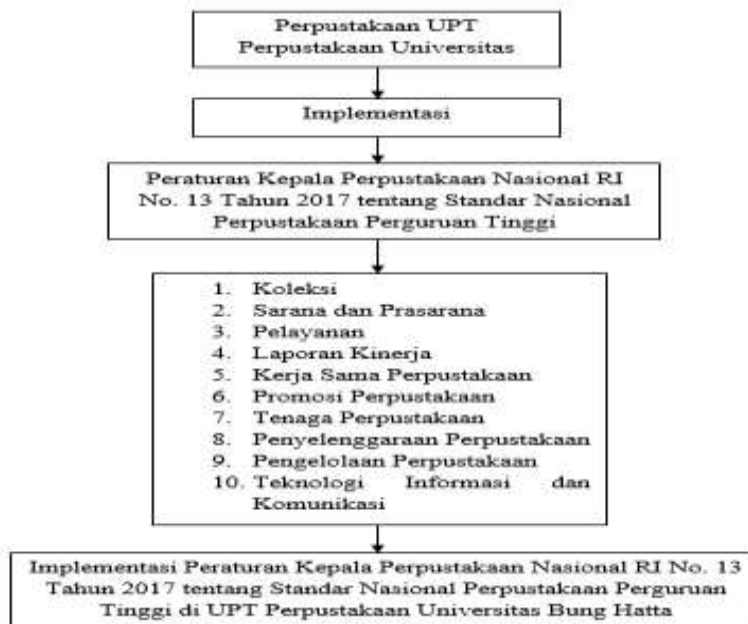 Perpustakaan UPT
Perpustakaan Universitas
Implementasi
Peraturan Kepala Perpustakaan Nasional RI
No. 13 Tahun 2017 tentang Standar Nasional
Perpustakaan Perguruan Tinggi
1. Koleksi
2. Sarana dan Prasarana
3. Pelayanan
4. Laporan Kinerja
5. Kerja Sama Perpustakaan
6. Promosi Perpustakaan
7. Tenaga Perpustakaan
8. Penyelenggaraan Perpustakaan
9. Pengelolaan Perpustakaan
10. Teknologi Informasi dan
Komunikasi
Implementasi Peraturan Kepala Perpustakaan Nasional RI No. 13
Tahun 2017 tentang Standar Nasional Perpustakaan Perguruan
Tinggi di UPT Perpustakaan Universitas Bung Hatta